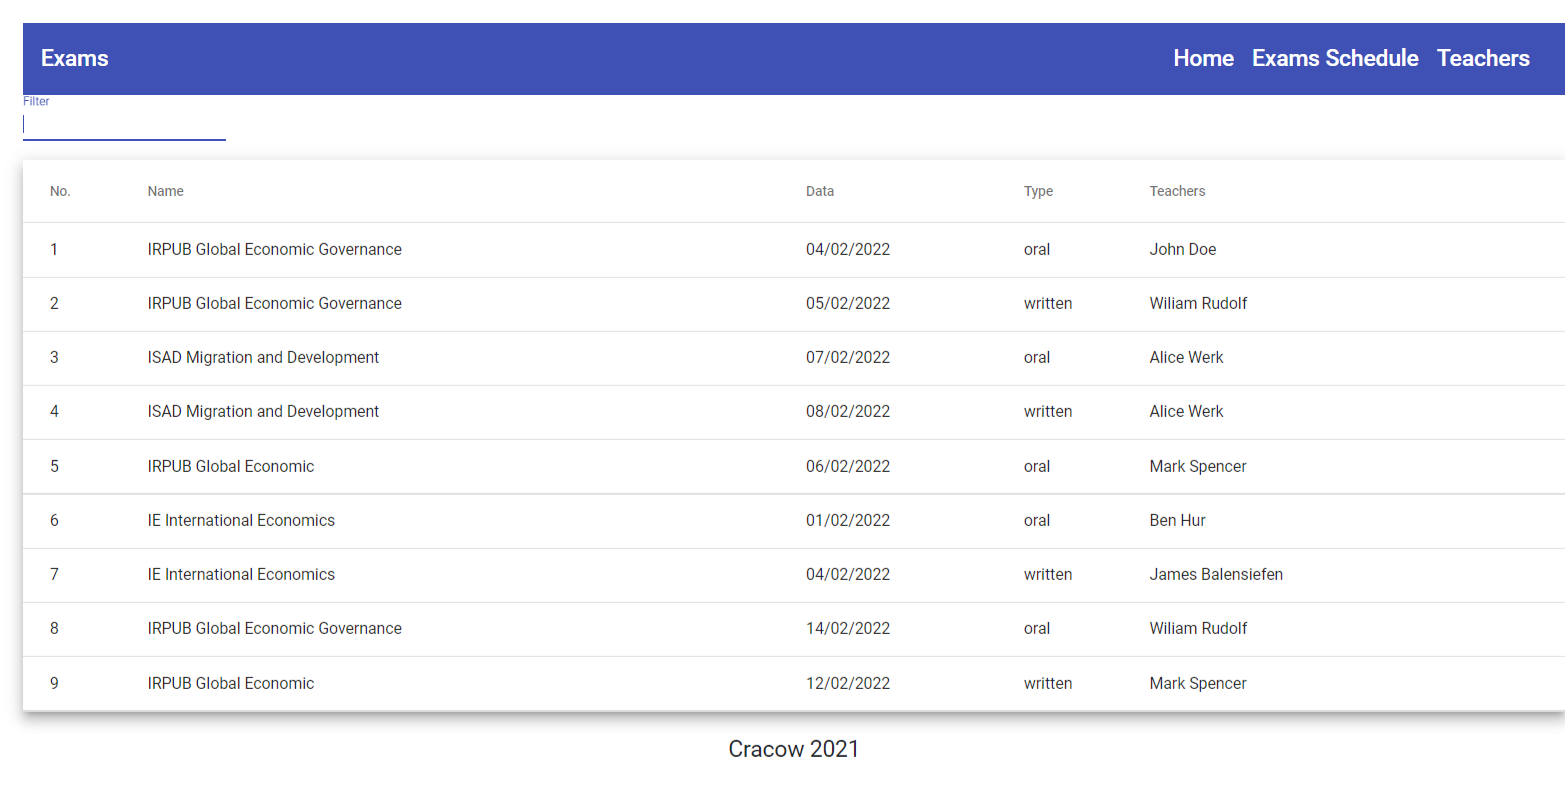 Exams Home Exams Schedule Teachers
Filter
No. Name Data Type Teachers
1 IRPUB Global Economic Governance 04/02/2022 oral John Doe
2 IRPUB Global Economic Governance 05/02/2022 written Wiliam Rudolf
3 ISAD Migration and Development 07/02/2022 oral Alice Werk
4 ISAD Migration and Development 08/02/2022 written Alice Werk
5 IRPUB Global Economic 06/02/2022 oral Mark Spencer
6 IE International Economics 01/02/2022 oral Ben Hur
7 IE International Economics 04/02/2022 written James Balensiefen
8 IRPUB Global Economic Governance 14/02/2022 oral Wiliam Rudolf
9 IRPUB Global Economic 12/02/2022 written Mark Spencer
Cracow 2021